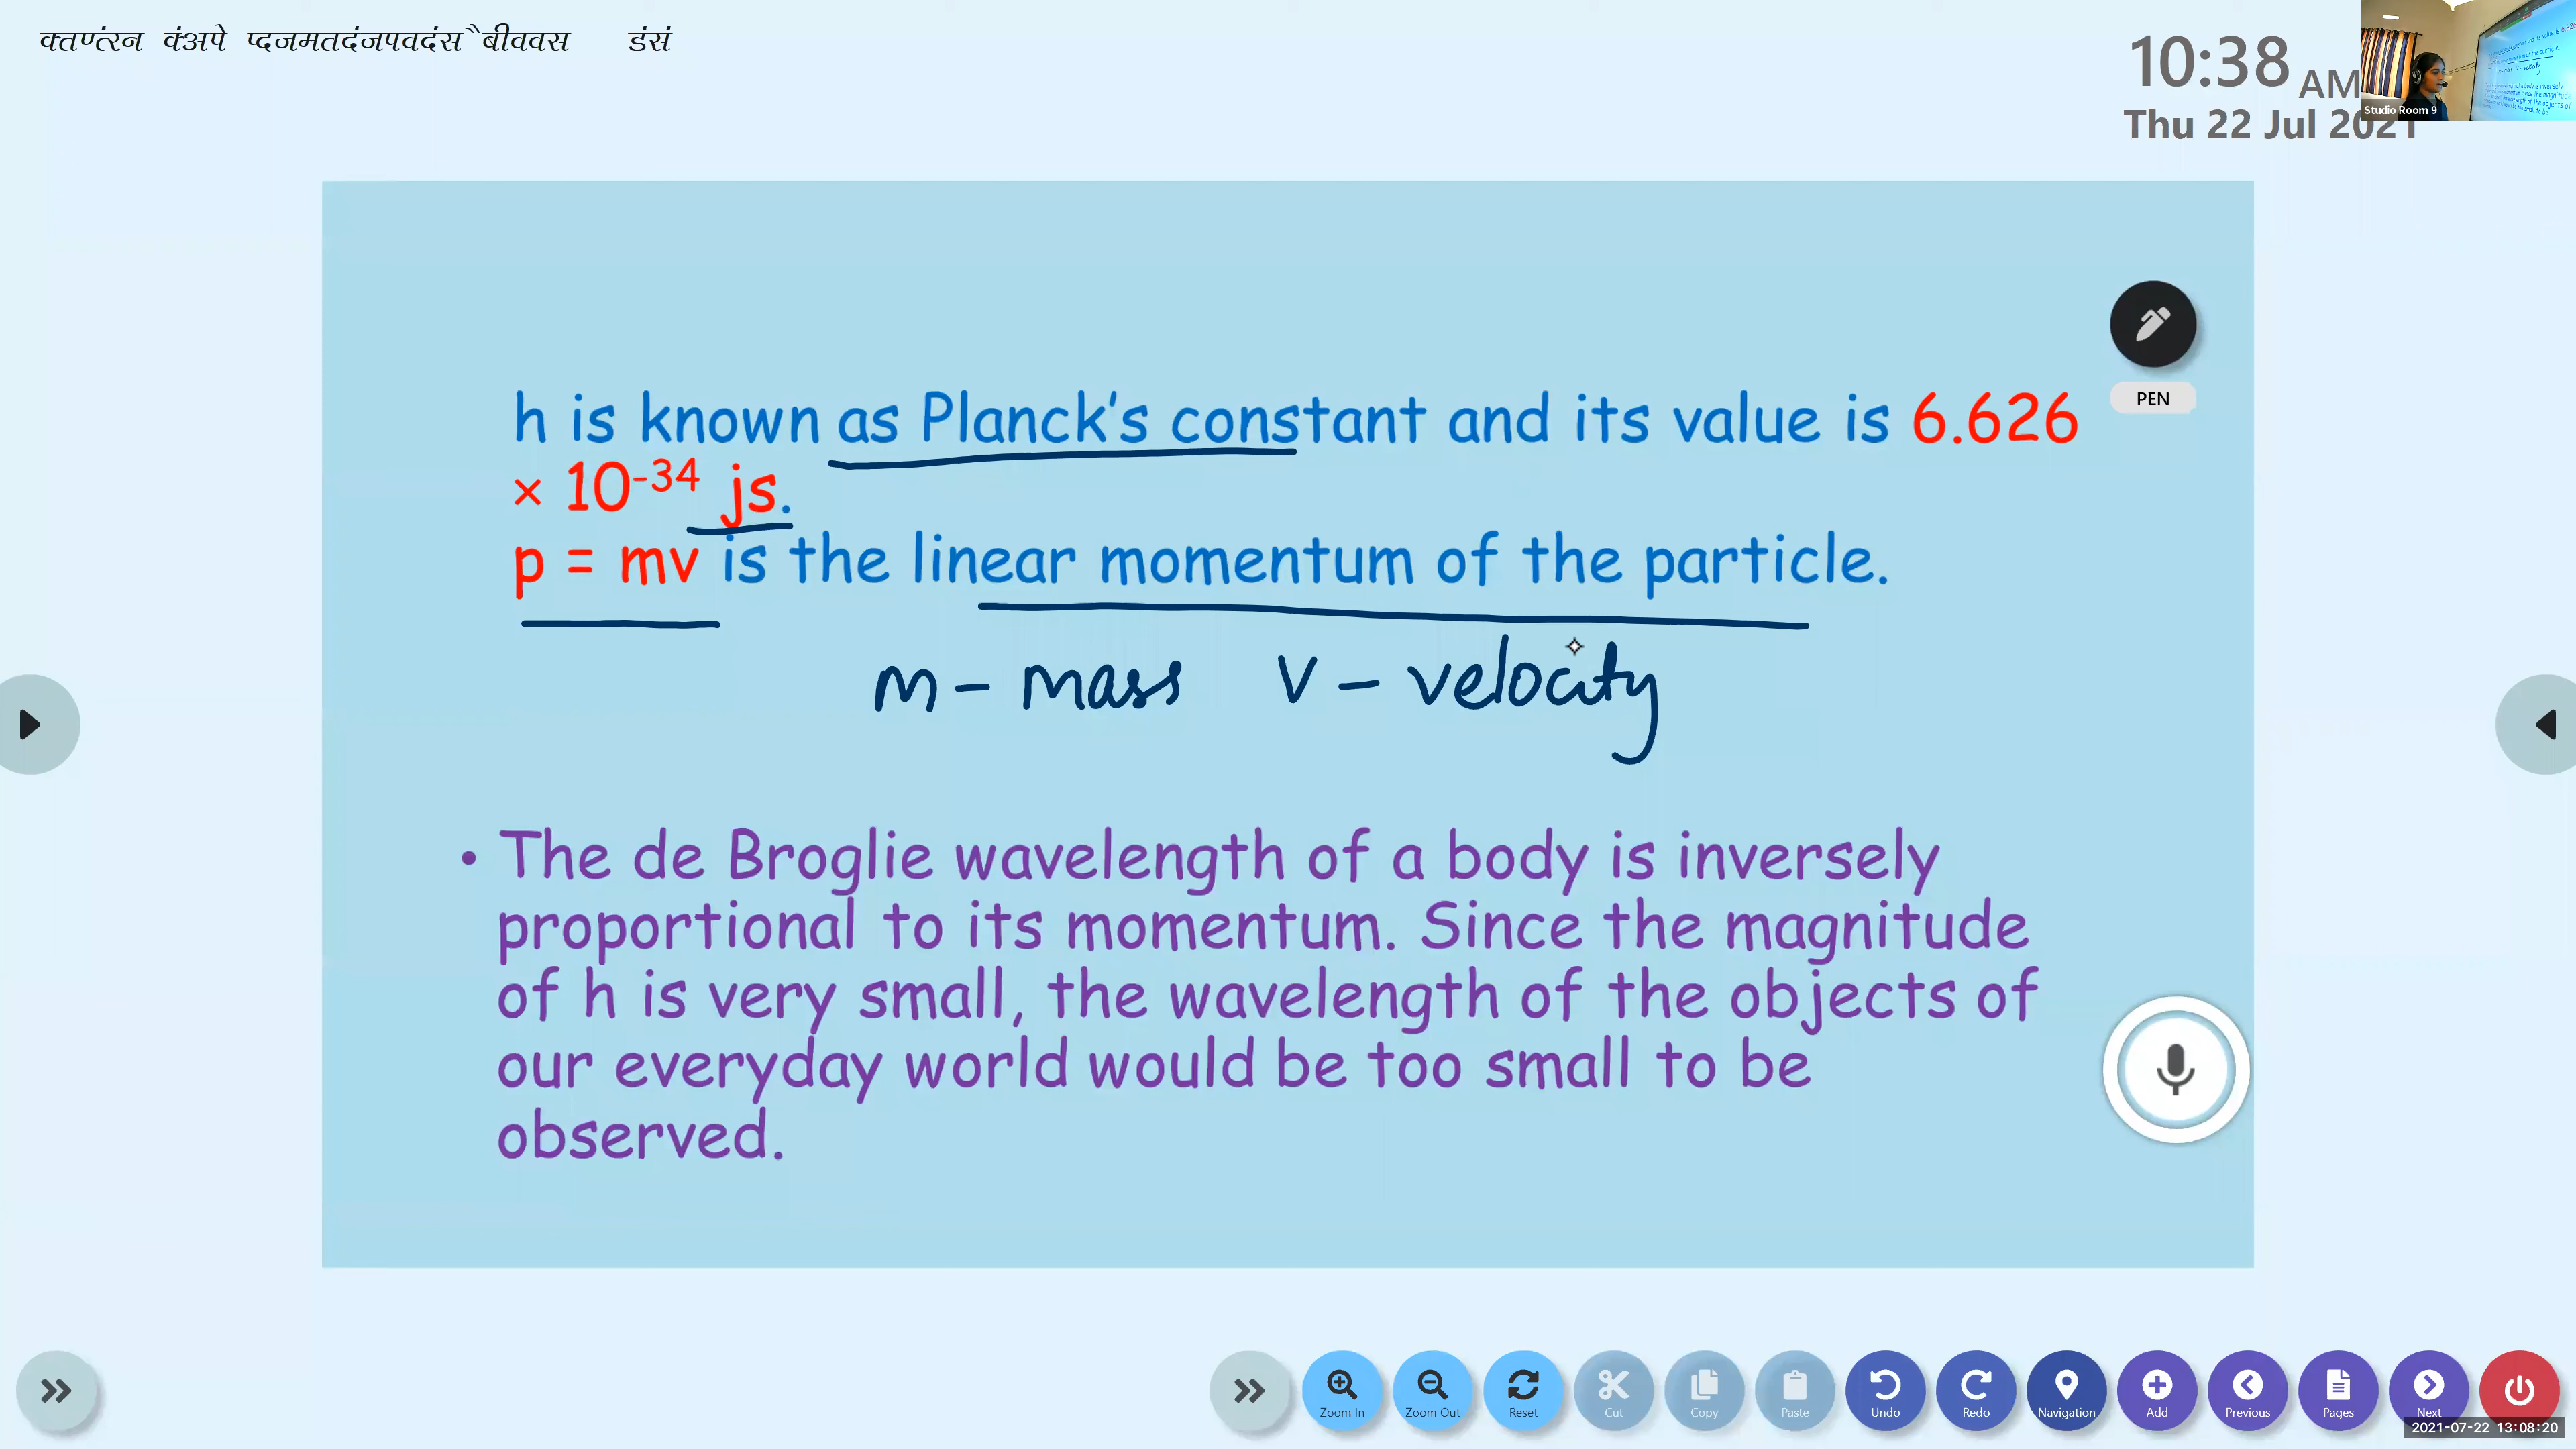 क्तण्त्ंरन क्ंअपे प्दजमतदंजपवदंस ैबीववस डंसं
10:38 AM
Thu 22 Jul 2021
Studio Room 9
PEN
h is known as Planck's constant and its value is 6.626
× 10-34 js.
p = mv is the linear momentum of the particle.
m - mass v - velocity
• The de Broglie wavelength of a body is inversely
proportional to its momentum. Since the magnitude
of h is very small, the wavelength of the objects of
our everyday world would be too small to be
observed.
Zoom In Zoom Out Reset Cut Copy Paste Undo Redo Navigation Add Previous Pages Next
2021-07-22 13:08:20